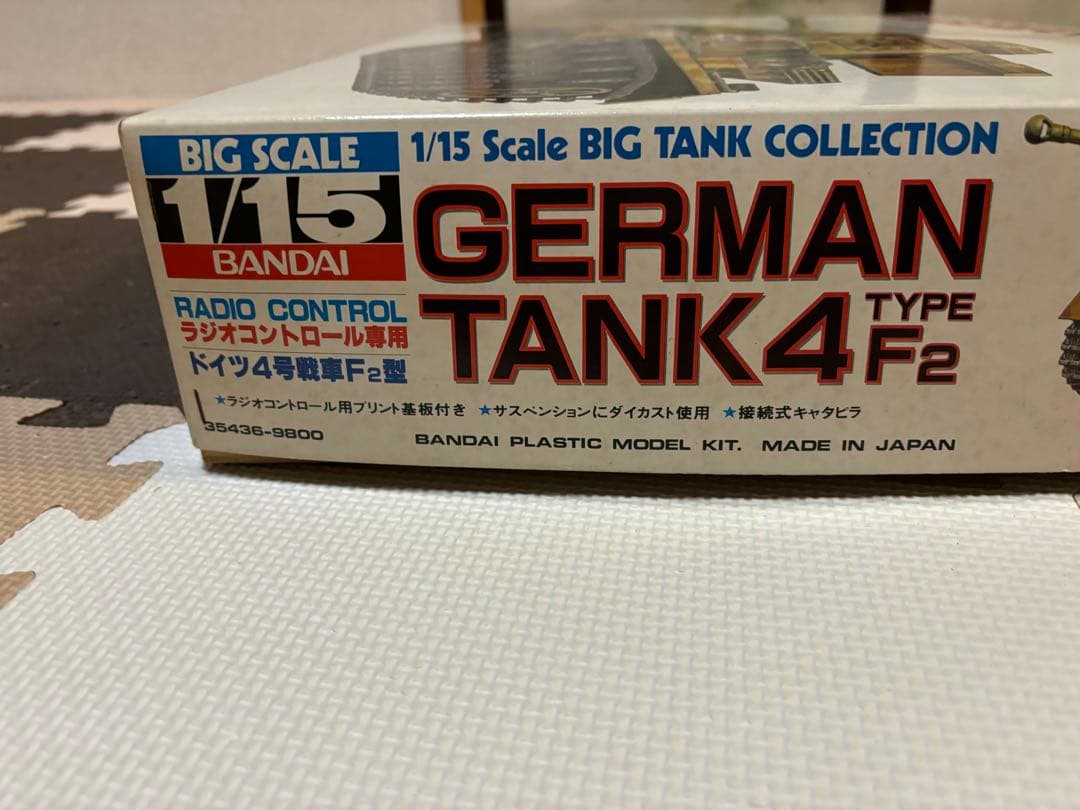 BIG SCALE
1/15
BANDAI
RADIO CONTROL
ラジオコントロール専用
ドイツ4号戦車F2型
1/15 Scale BIG TANK COLLECTION
GERMAN
TANK4 TYPE F2
★ラジオコントロール用プリント基板付き ★サスペンションにダイカスト使用 ★接続式キャタピラ
35436-9800
BANDAI PLASTIC MODEL KIT. MADE IN JAPAN